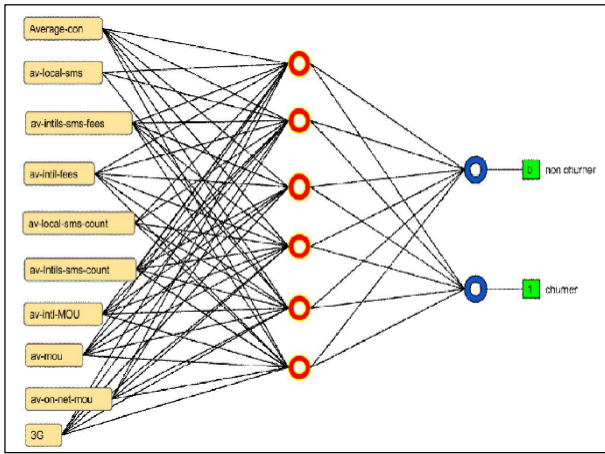 Average-con
av-local-sms
av-intils-sms-fees
av-intil-fees
av-local-sms-count
av-intils-sms-count
av-intl-MOU
av-mou
av-on-net-mou
3G
0 non churner
1 churner